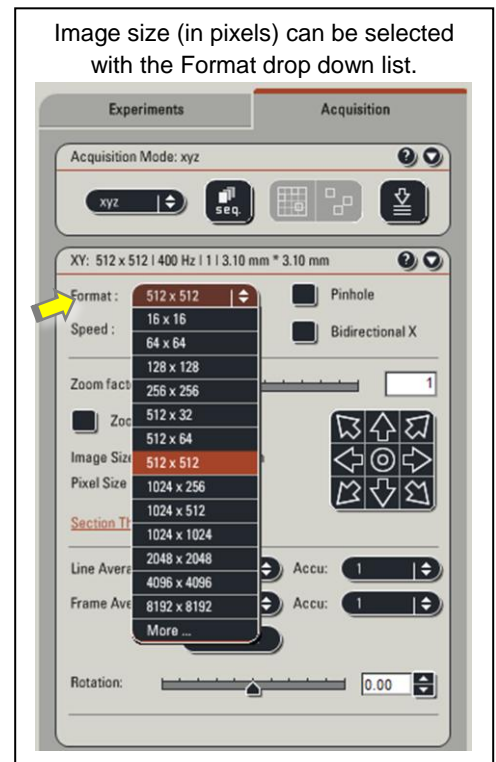 Image size (in pixels) can be selected
with the Format drop down list.
Experiments Acquisition
Acquisition Mode: xyz
xyz seq.
XY: 512 x 512 | 400 Hz | 1 | 3.10 mm * 3.10 mm
Format : 512 x 512 Pinhole
16 x 16
Speed : Bidirectional X
64 x 64
128 x 128
Zoom fact 1
256 x 256
512 x 32
Zoo
512 x 64
Image Size
512 x 512
Pixel Size 1024 x 256
1024 x 512
Section Th
1024 x 1024
2048 x 2048
Line Avera Accu: 1
4096 x 4096
Frame Ave 8192 x 8192 Accu: 1
More ...
Rotation: 0.00